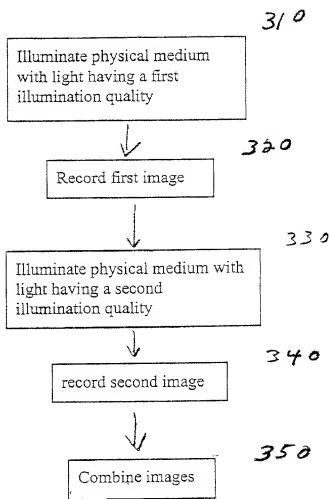 310
Illuminate physical medium
with light having a first
illumination quality
320
Record first image
330
Illuminate physical medium with
light having a second
illumination quality
340
record second image
350
Combine images